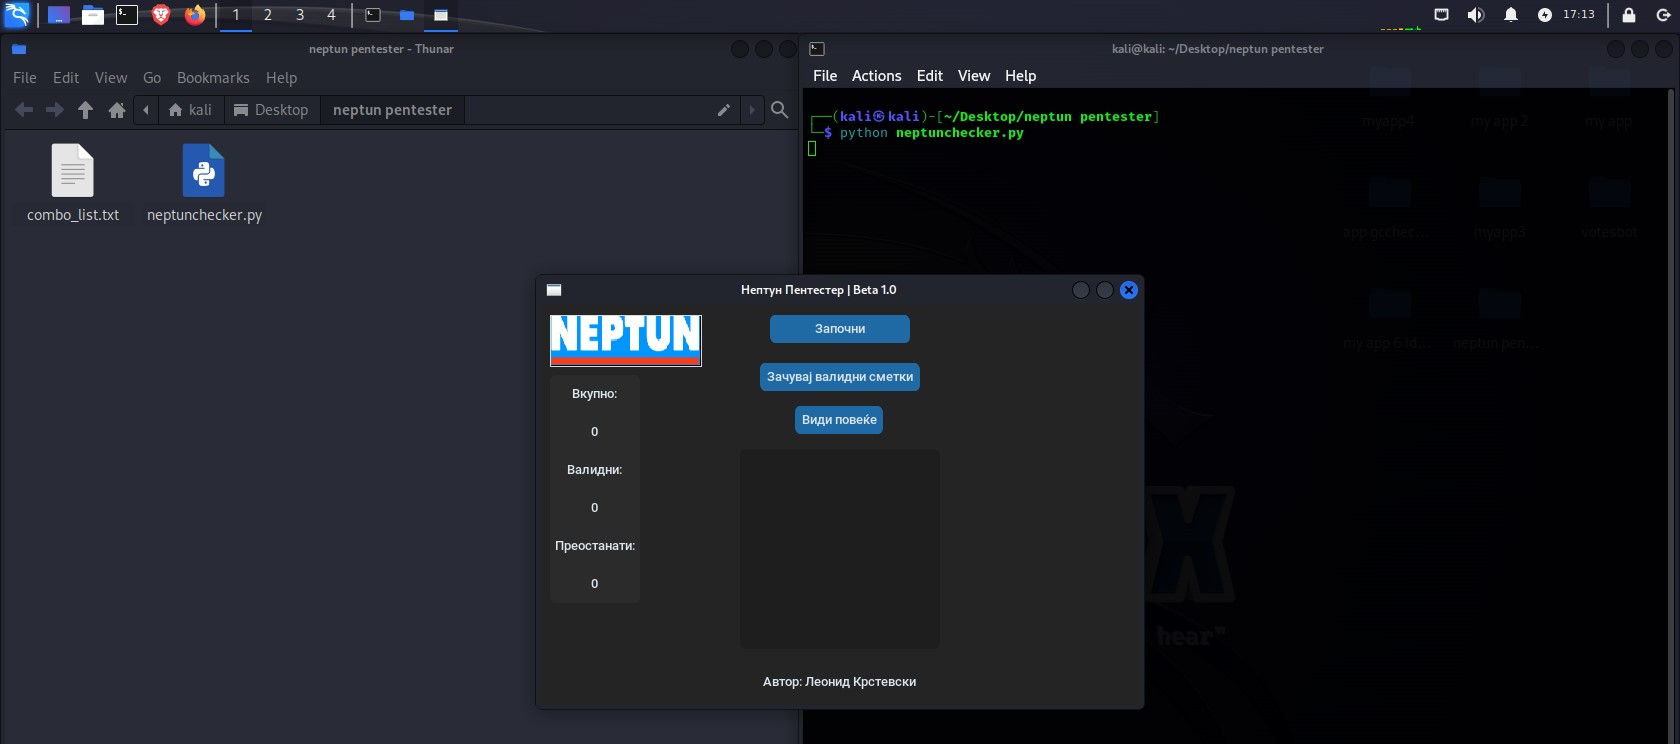 1 2 3 4
17:13
neptun pentester - Thunar
File Edit View Go Bookmarks Help
kali Desktop neptun pentester
combo_list.txt
neptunchecker.py
kali@kali: ~/Desktop/neptun pentester
File Actions Edit View Help
┌──(kali㉿kali)-[~/Desktop/neptun pentester]
└─$ python neptunchecker.py
myapp4
my app 2
my app
app gcchec...
myapp3
votesbot
my app 6 id...
neptun pen...
X
hear"
Нептун Пентестер | Beta 1.0
NEPTUN
Започни
Зачувај валидни сметки
Види повеќе
Вкупно:
0
Валидни:
0
Преостанати:
0
Автор: Леонид Крстевски